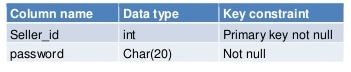 Column name Data type Key constraint
Seller_id int Primary key not null
password Char(20) Not null